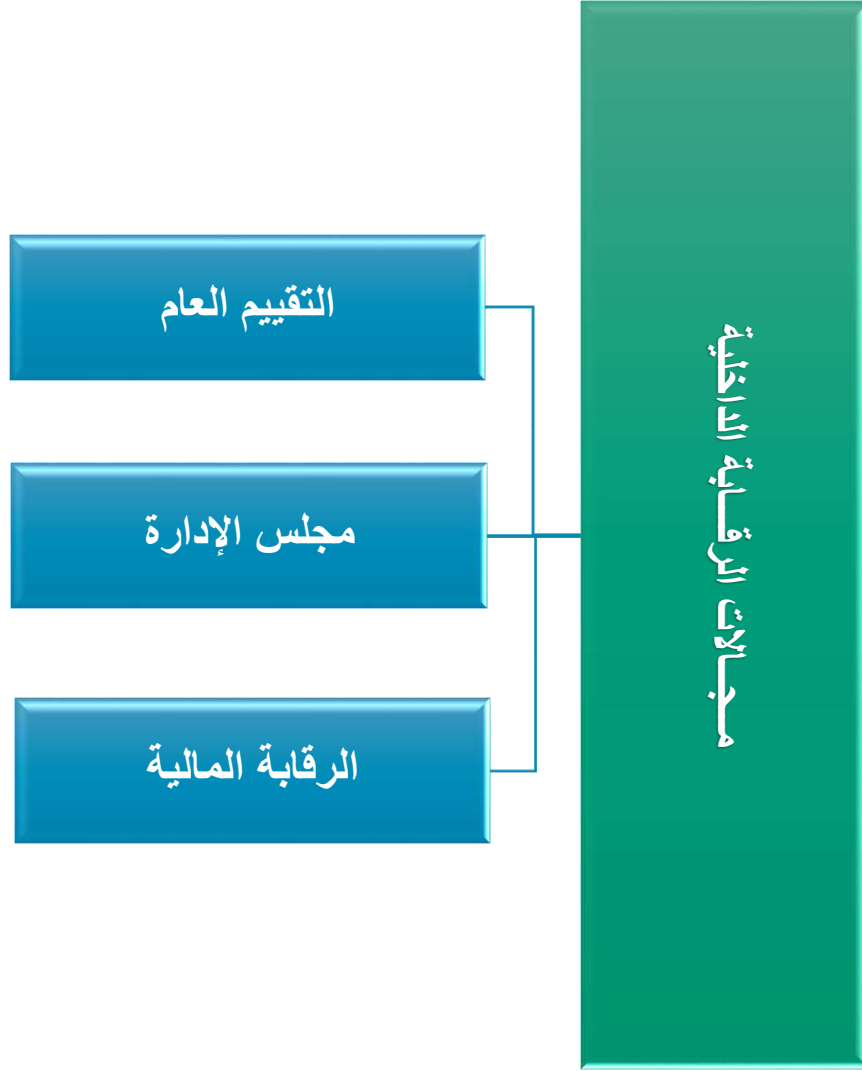 مجالات الرقابة الداخلية
التقييم العام
مجلس الإدارة
الرقابة المالية